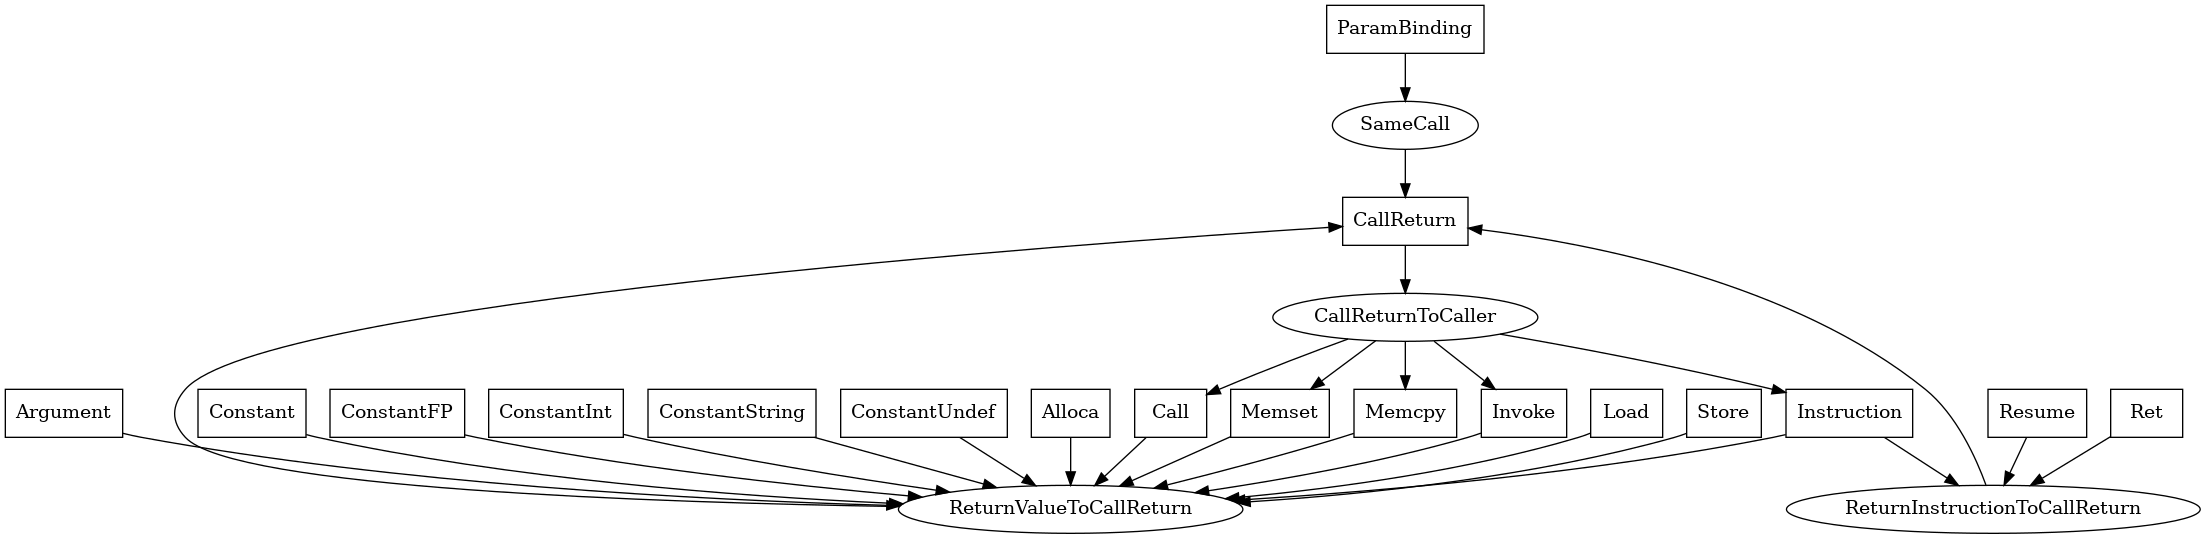 ParamBinding
SameCall
CallReturn
CallReturnToCaller
Argument
Constant
ConstantFP
ConstantInt
ConstantString
ConstantUndef
Alloca
Call
Memset
Memcpy
Invoke
Load
Store
Instruction
Resume
Ret
ReturnValueToCallReturn
ReturnInstructionToCallReturn